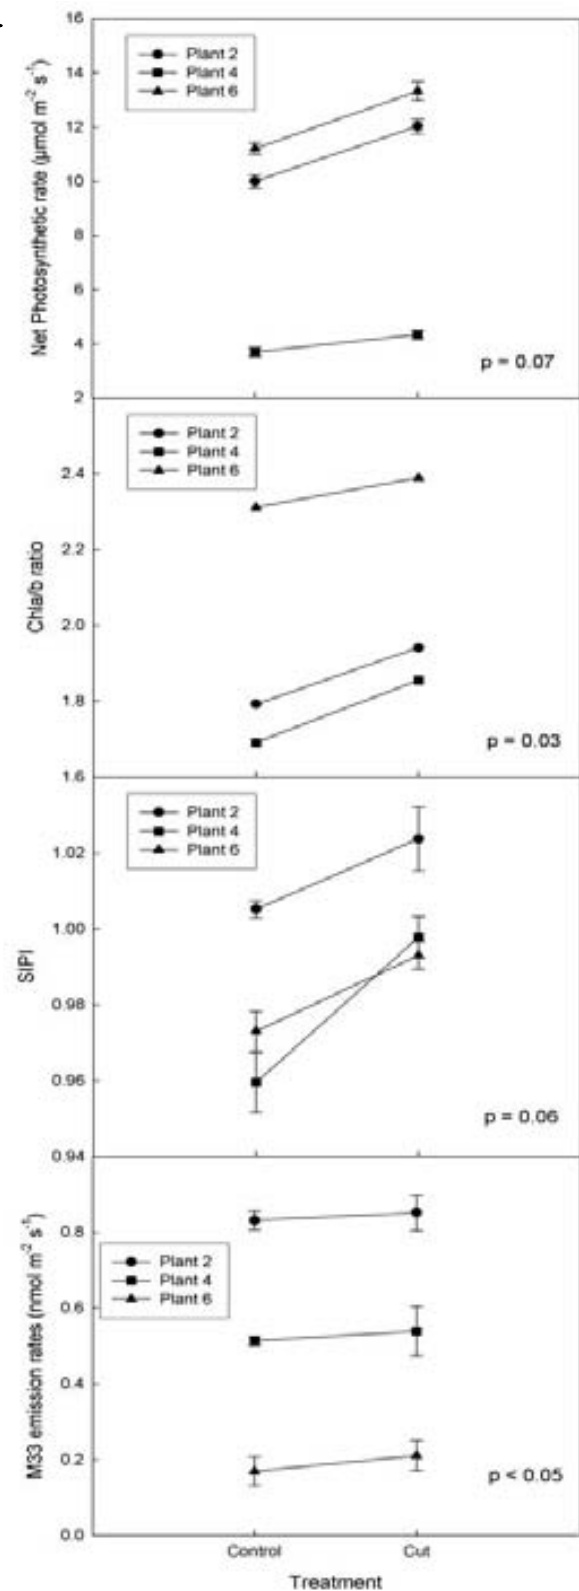 Net Photosynthetic rate (μmol m⁻² s⁻¹)
16
14
12
10
8
6
4
2
Plant 2
Plant 4
Plant 6
p = 0.07
Chla/b ratio
2.4
2.2
2.0
1.8
1.6
Plant 2
Plant 4
Plant 6
p = 0.03
SIPI
1.02
1.00
0.98
0.96
0.94
Plant 2
Plant 4
Plant 6
p = 0.06
M33 emission rates (nmol m⁻² s⁻¹)
0.8
0.6
0.4
0.2
0.0
Plant 2
Plant 4
Plant 6
p < 0.05
Control Cut
Treatment